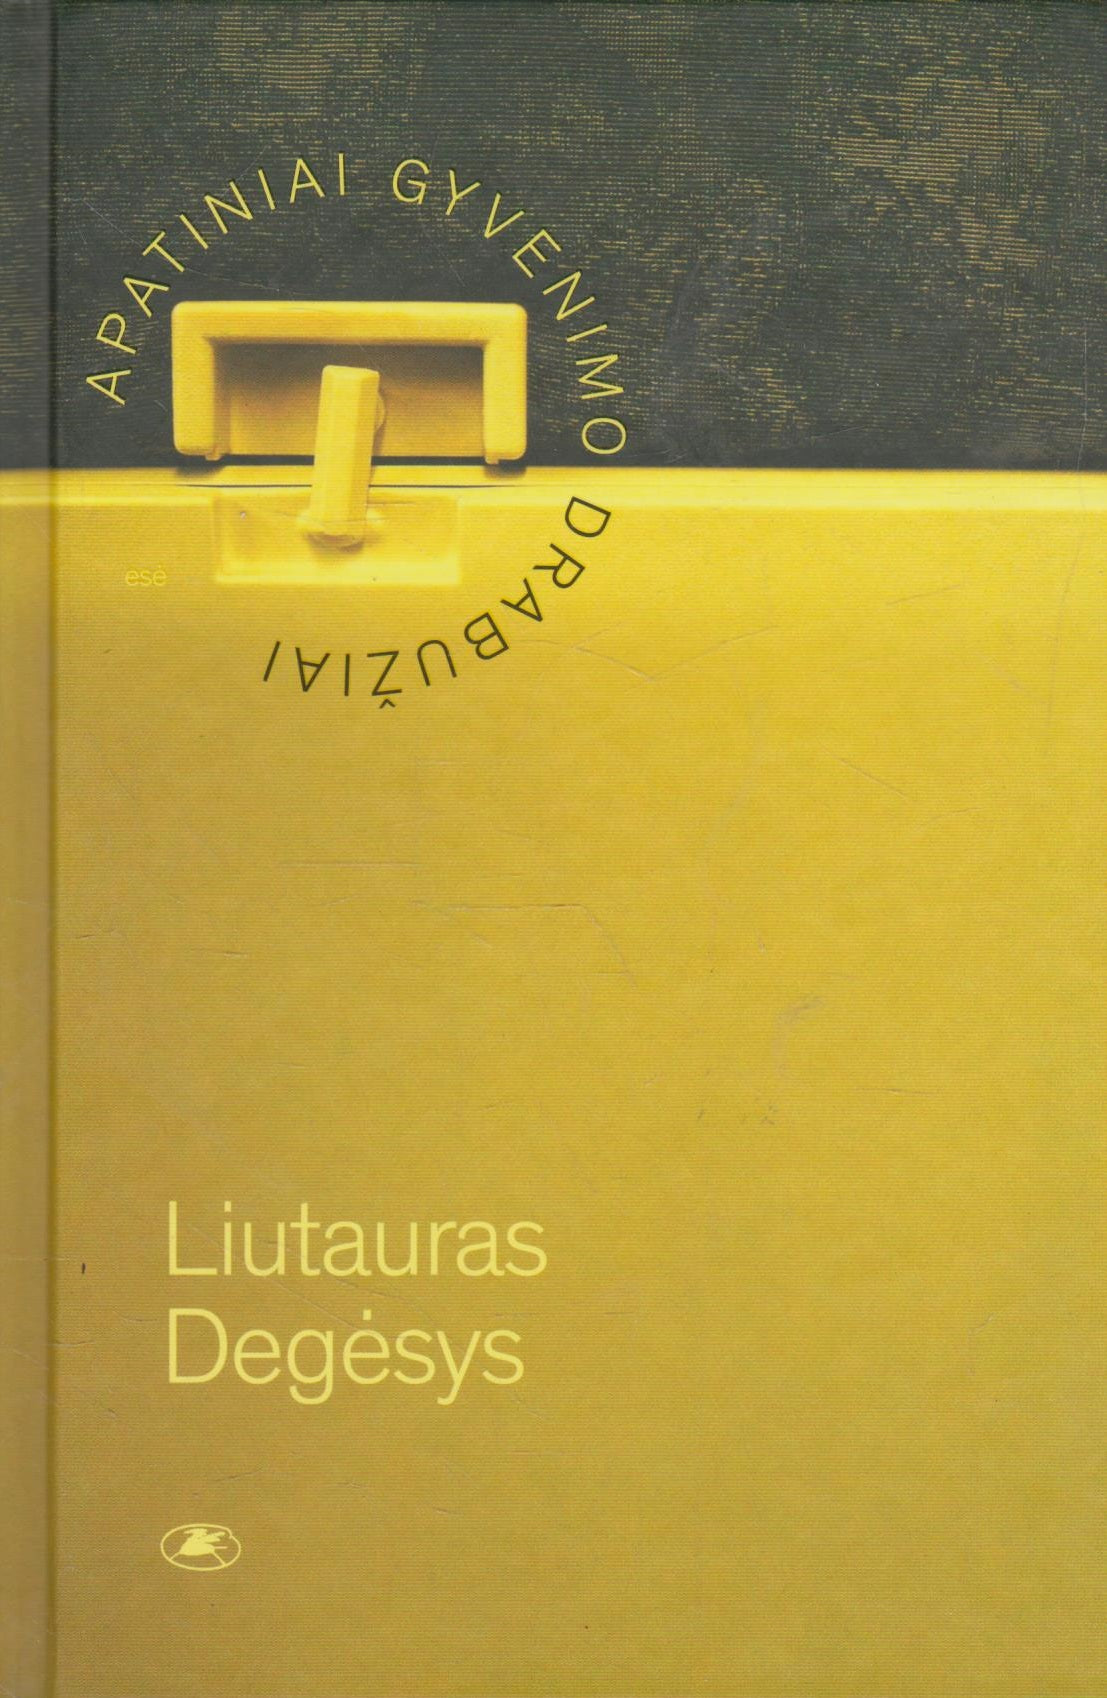 APATINIAI GYVENIMO DRABUŽIAI
esė
Liutauras
Degėsys